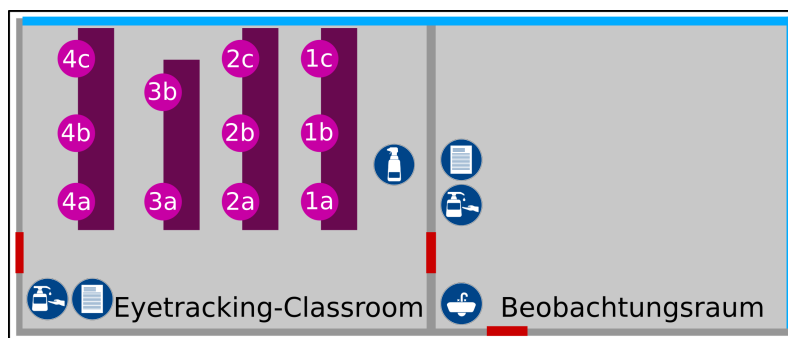 4c 2c 1c
3b
4b 2b 1b
4a 3a 2a 1a
Eyetracking-Classroom Beobachtungsraum